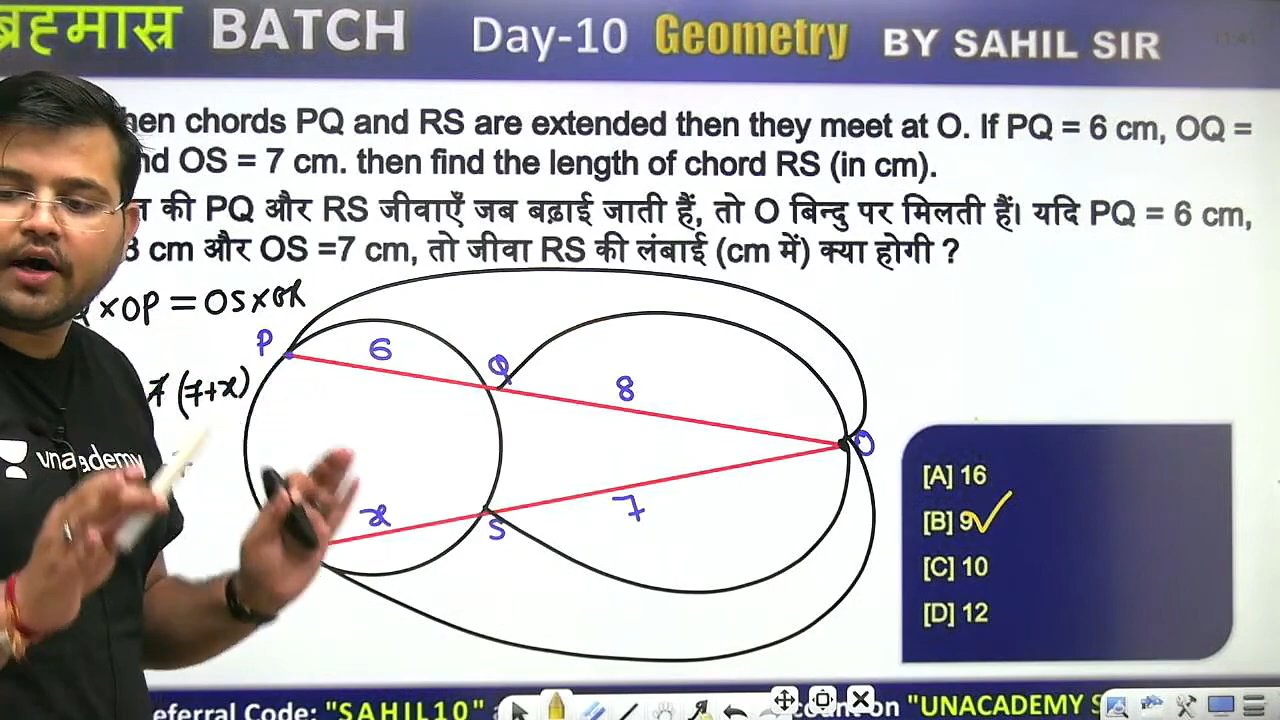 ब्रह्मास्र BATCH Day-10 Geometry BY SAHIL SIR
hen chords PQ and RS are extended then they meet at O. If PQ = 6 cm, OQ =
nd OS = 7 cm. then find the length of chord RS (in cm).
की PQ और RS जीवाएँ जब बढ़ाई जाती हैं, तो O बिन्दु पर मिलती हैं। यदि PQ = 6 cm,
cm और OS =7 cm, तो जीवा RS की लंबाई (cm में) क्या होगी ?
×OP = OS×OR
P 6 Q 8 O
7 (7+x)
x S 7
unacademy
[A] 16
[B] 9✓
[C] 10
[D] 12
eferral Code: "SAHIL10" on "UNACADEMY S